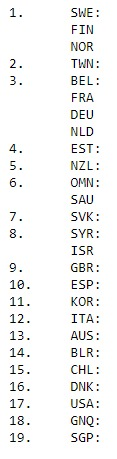 1. SWE:
FIN
NOR
2. TWN:
3. BEL:
FRA
DEU
NLD
4. EST:
5. NZL:
6. OMN:
SAU
7. SVK:
8. SYR:
ISR
9. GBR:
10. ESP:
11. KOR:
12. ITA:
13. AUS:
14. BLR:
15. CHL:
16. DNK:
17. USA:
18. GNQ:
19. SGP: